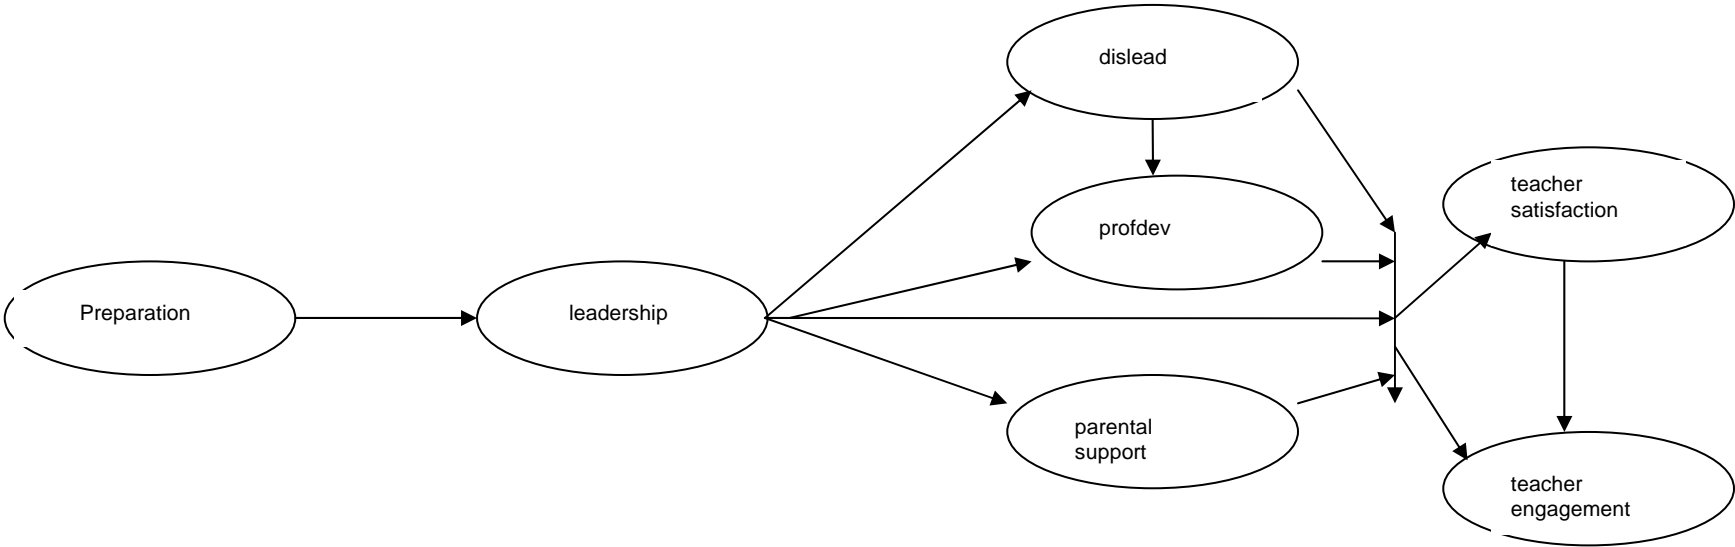 dislead
teacher
satisfaction
profdev
Preparation
leadership
parental
support
teacher
engagement